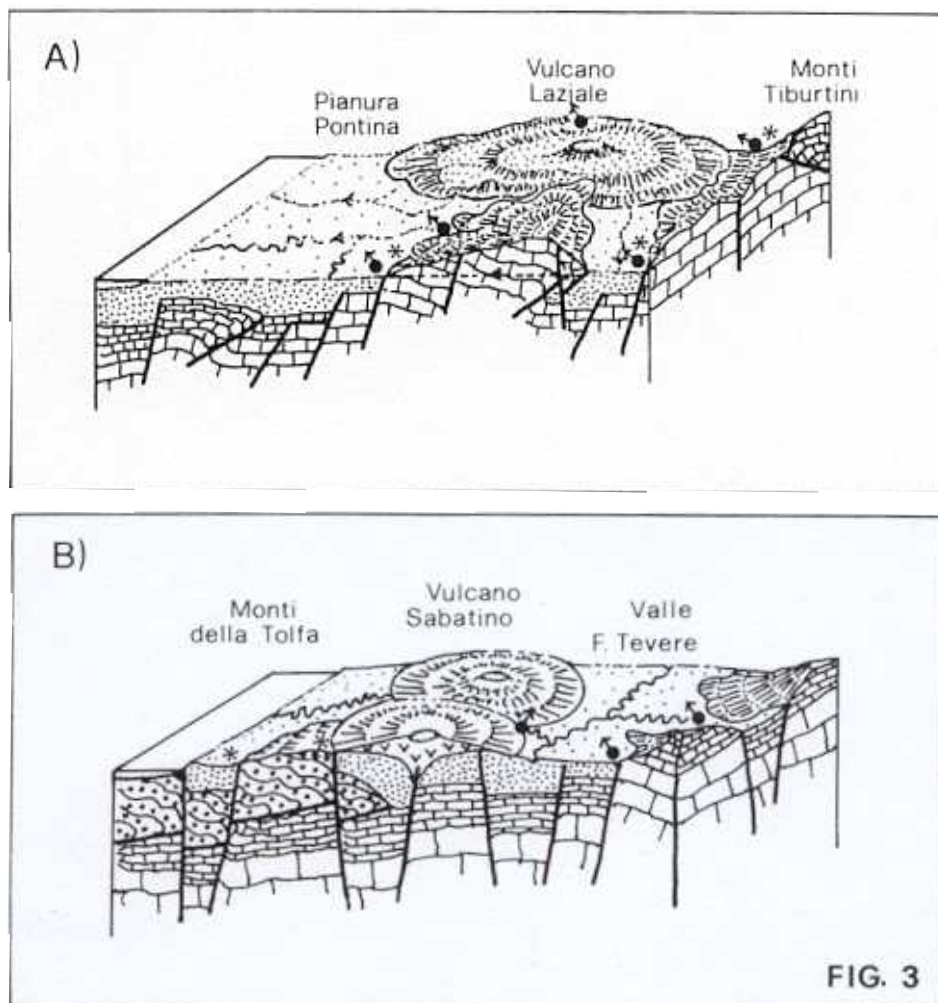 A)
Pianura
Pontina
Vulcano
Laziale
Monti
Tiburtini
B)
Monti
della Tolfa
Vulcano
Sabatino
Valle
F. Tevere
FIG. 3